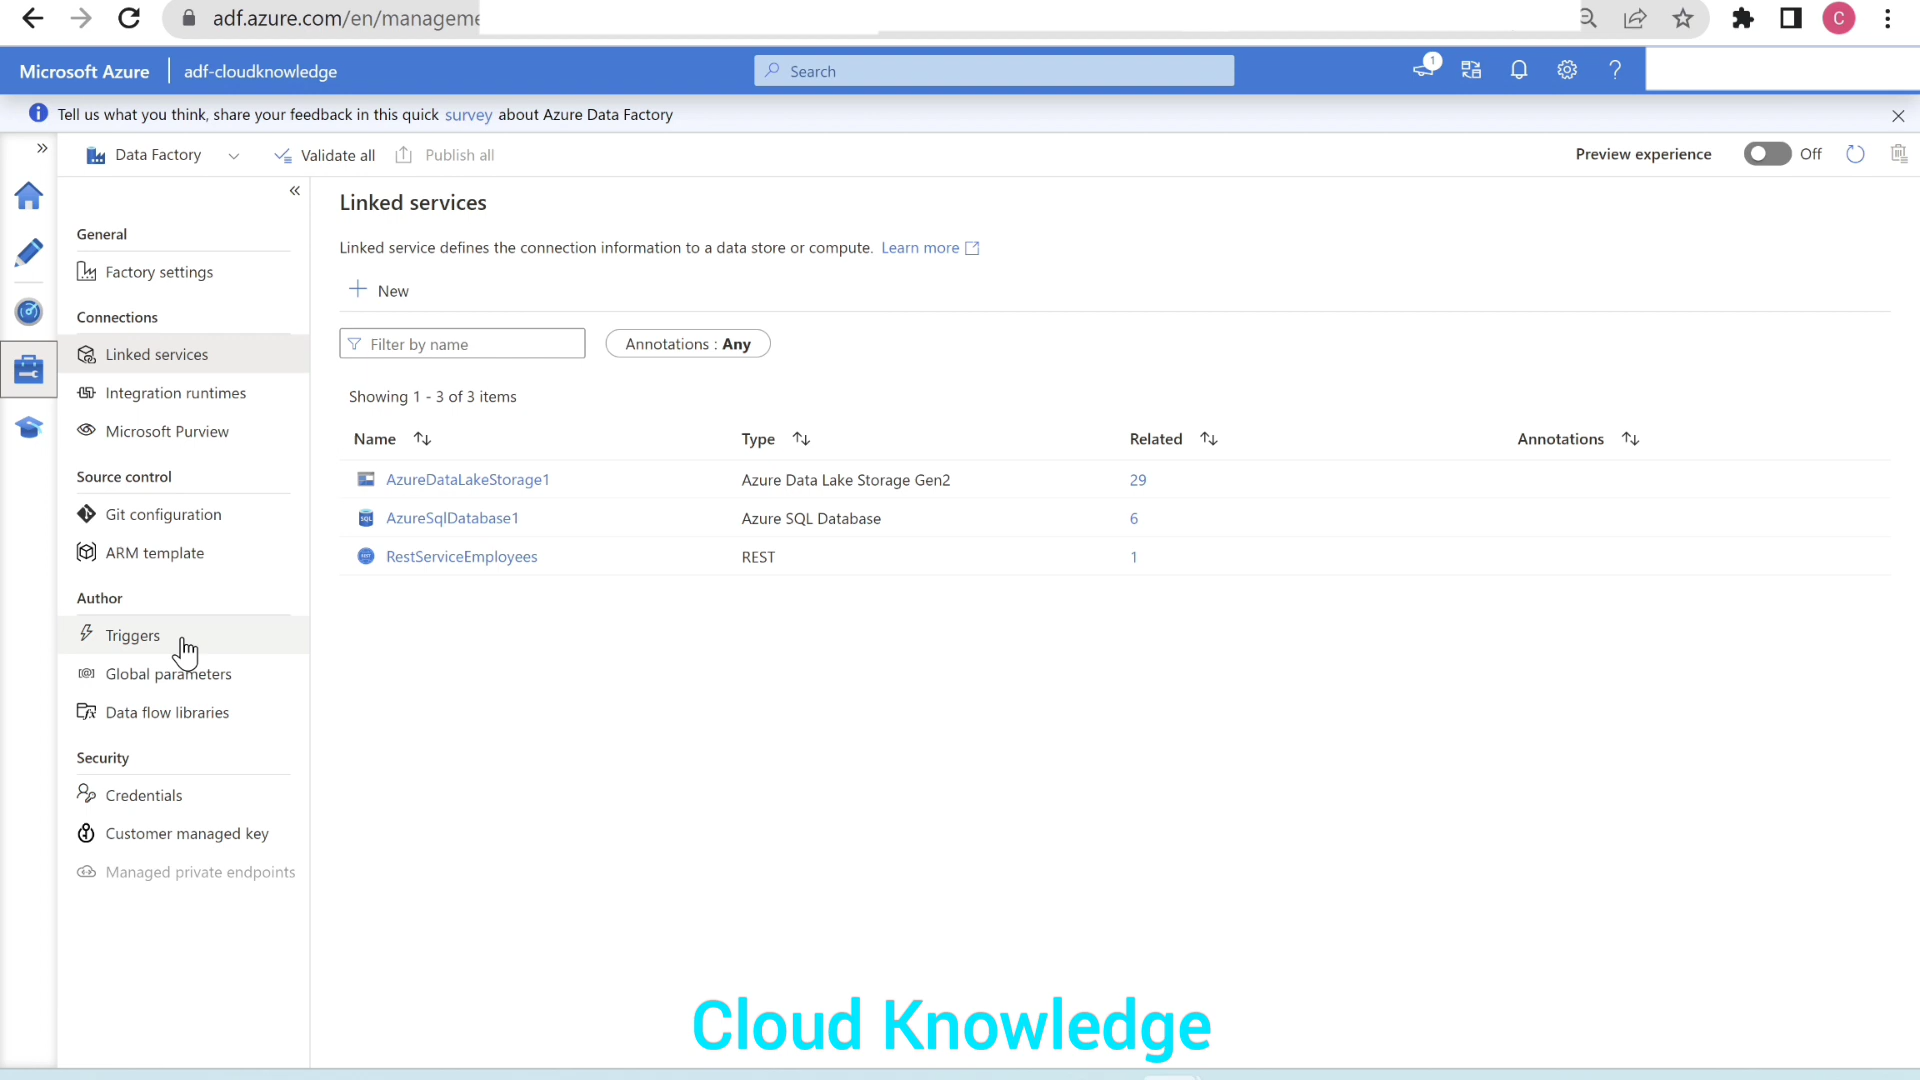 adf.azure.com/en/manageme
C
Microsoft Azure adf-cloudknowledge Search 1 ?
Tell us what you think, share your feedback in this quick survey about Azure Data Factory
Data Factory Validate all Publish all Preview experience Off
General
Factory settings
Connections
Linked services
Integration runtimes
Microsoft Purview
Source control
Git configuration
ARM template
Author
Triggers
Global parameters
Data flow libraries
Security
Credentials
Customer managed key
Managed private endpoints
Linked services
Linked service defines the connection information to a data store or compute. Learn more
New
Filter by name Annotations : Any
Showing 1 - 3 of 3 items
Name Type Related Annotations
AzureDataLakeStorage1 Azure Data Lake Storage Gen2 29
AzureSqlDatabase1 Azure SQL Database 6
RestServiceEmployees REST 1
Cloud Knowledge